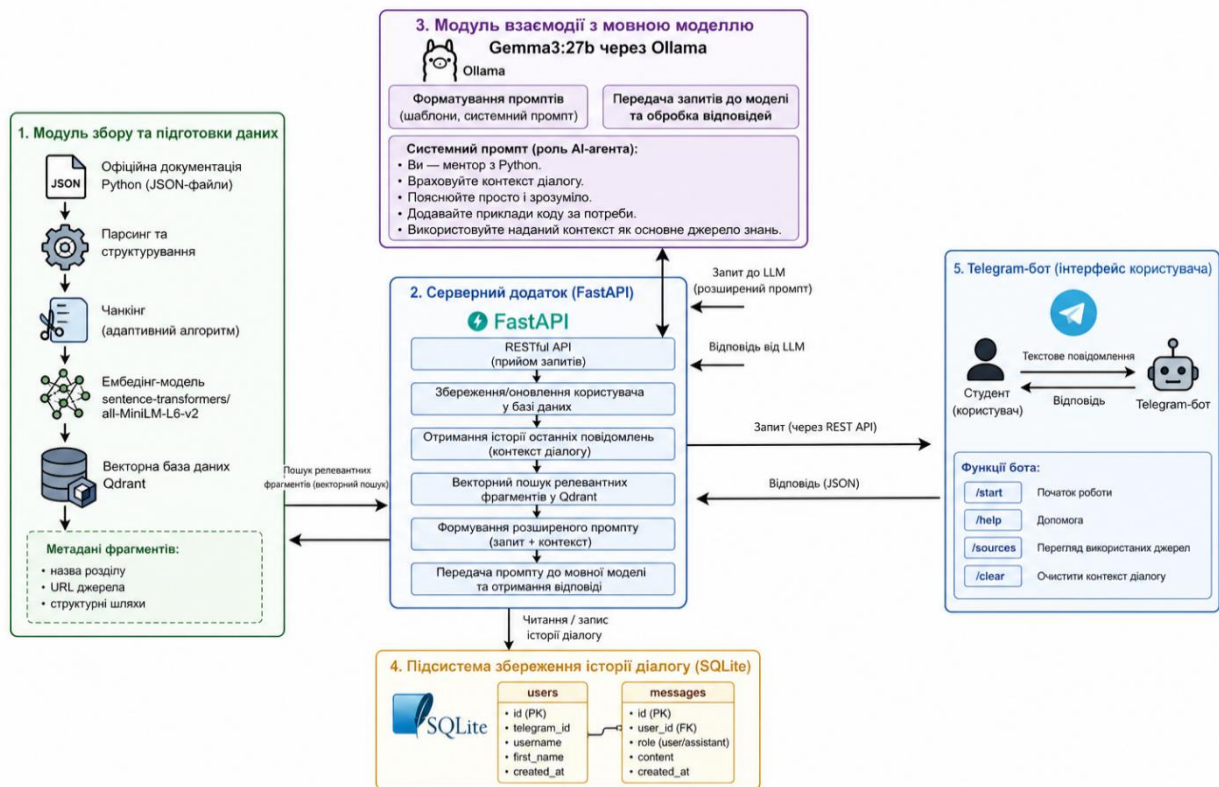 3. Модуль взаємодії з мовною моделлю
Gemma3:27b через Ollama
Ollama
Форматування промптів
(шаблони, системний промпт)
Передача запитів до моделі
та обробка відповідей
Системний промпт (роль AI-агента):
• Ви — ментор з Python.
• Враховуйте контекст діалогу.
• Пояснюйте просто і зрозуміло.
• Додавайте приклади коду за потреби.
• Використовуйте наданий контекст як основне джерело знань.
1. Модуль збору та підготовки даних
JSON
Офіційна документація
Python (JSON-файли)
Парсинг та
структурування
Чанкінг
(адаптивний алгоритм)
Ембедінг-модель
sentence-transformers/
all-MiniLM-L6-v2
Векторна база даних
Qdrant
Метадані фрагментів:
• назва розділу
• URL джерела
• структурні шляхи
Пошук релевантних
фрагментів (векторний пошук)
2. Серверний додаток (FastAPI)
FastAPI
RESTful API
(прийом запитів)
Збереження/оновлення користувача
у базі даних
Отримання історії останніх повідомлень
(контекст діалогу)
Векторний пошук релевантних
фрагментів у Qdrant
Формування розширеного промпту
(запит + контекст)
Передача промпту до мовної моделі
та отримання відповіді
Запит до LLM
(розширений промпт)
Відповідь від LLM
Запит (через REST API)
Відповідь (JSON)
5. Telegram-бот (інтерфейс користувача)
Текстове повідомлення
Відповідь
Студент
(користувач)
Telegram-бот
Функції бота:
/start Початок роботи
/help Допомога
/sources Перегляд використаних джерел
/clear Очистити контекст діалогу
Читання / запис
історії діалогу
4. Підсистема збереження історії діалогу (SQLite)
SQLite
users
• id (PK)
• telegram_id
• username
• first_name
• created_at
messages
• id (PK)
• user_id (FK)
• role (user/assistant)
• content
• created_at